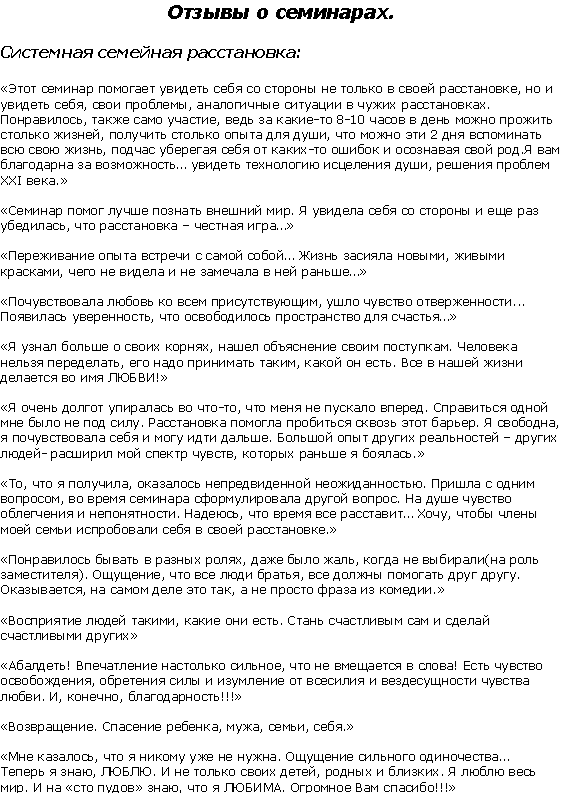 Отзывы о семинарах.
Системная семейная расстановка:
«Этот семинар помогает увидеть себя со стороны не только в своей расстановке, но и
увидеть себя, свои проблемы, аналогичные ситуации в чужих расстановках.
Понравилось, также само участие, ведь за какие-то 8-10 часов в день можно прожить
столько жизней, получить столько опыта для души, что можно эти 2 дня вспоминать
всю свою жизнь, подчас уберегая себя от каких-то ошибок и осознавая свой род.Я вам
благодарна за возможность... увидеть технологию исцеления души, решения проблем
XXI века.»
«Семинар помог лучше познать внешний мир. Я увидела себя со стороны и еще раз
убедилась, что расстановка – честная игра...»
«Переживание опыта встречи с самой собой... Жизнь засияла новыми, живыми
красками, чего не видела и не замечала в ней раньше...»
«Почувствовала любовь ко всем присутствующим, ушло чувство отверженности...
Появилась уверенность, что освободилось пространство для счастья...»
«Я узнал больше о своих корнях, нашел объяснение своим поступкам. Человека
нельзя переделать, его надо принимать таким, какой он есть. Все в нашей жизни
делается во имя ЛЮБВИ!»
«Я очень долгот упиралась во что-то, что меня не пускало вперед. Справиться одной
мне было не под силу. Расстановка помогла пробиться сквозь этот барьер. Я свободна,
я почувствовала себя и могу идти дальше. Большой опыт других реальностей – других
людей– расширил мой спектр чувств, которых раньше я боялась.»
«То, что я получила, оказалось непредвиденной неожиданностью. Пришла с одним
вопросом, во время семинара сформулировала другой вопрос. На душе чувство
облегчения и непонятности. Надеюсь, что время все расставит... Хочу, чтобы члены
моей семьи испробовали себя в своей расстановке.»
«Понравилось бывать в разных ролях, даже было жаль, когда не выбирали(на роль
заместителя). Ощущение, что все люди братья, все должны помогать друг другу.
Оказывается, на самом деле это так, а не просто фраза из комедии.»
«Восприятие людей такими, какие они есть. Стань счастливым сам и сделай
счастливыми других»
«Абалдеть! Впечатление настолько сильное, что не вмещается в слова! Есть чувство
освобождения, обретения силы и изумление от всесилия и вездесущности чувства
любви. И, конечно, благодарность!!!»
«Возвращение. Спасение ребенка, мужа, семьи, себя.»
«Мне казалось, что я никому уже не нужна. Ощущение сильного одиночества...
Теперь я знаю, ЛЮБЛЮ. И не только своих детей, родных и близких. Я люблю весь
мир. И на «сто пудов» знаю, что я ЛЮБИМА. Огромное Вам спасибо!!!»